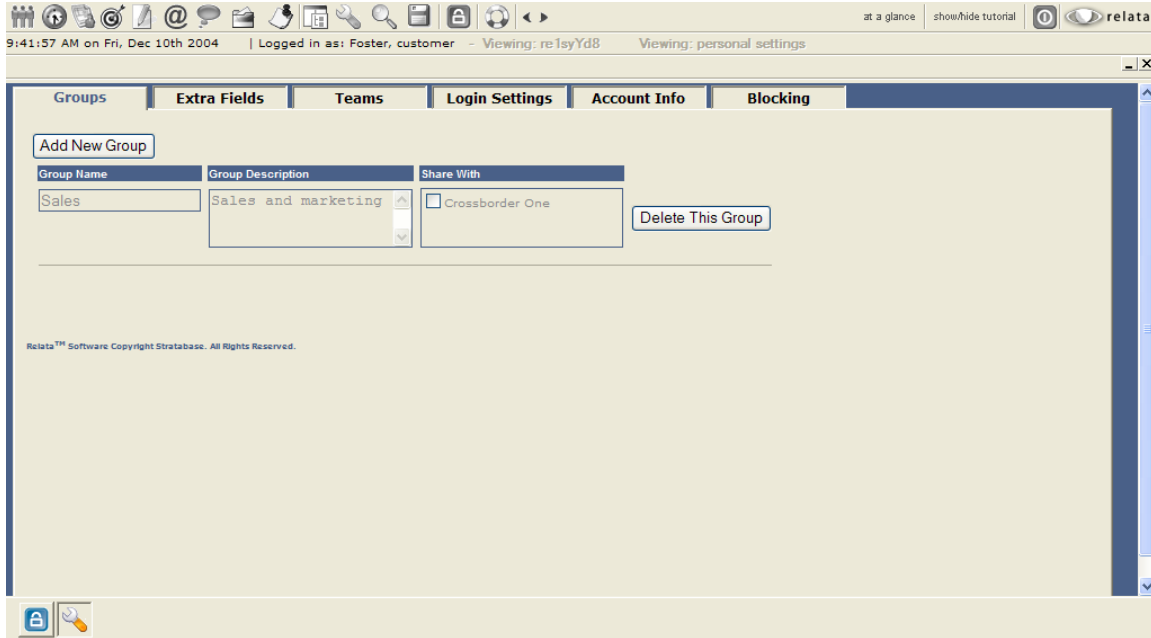 at a glance show/hide tutorial relata
9:41:57 AM on Fri, Dec 10th 2004 | Logged in as: Foster, customer - Viewing: re1syYd8 Viewing: personal settings
Groups Extra Fields Teams Login Settings Account Info Blocking
Add New Group
Group Name Group Description Share With
Sales Sales and marketing Crossborder One
Delete This Group
Relata™ Software Copyright Stratabase. All Rights Reserved.